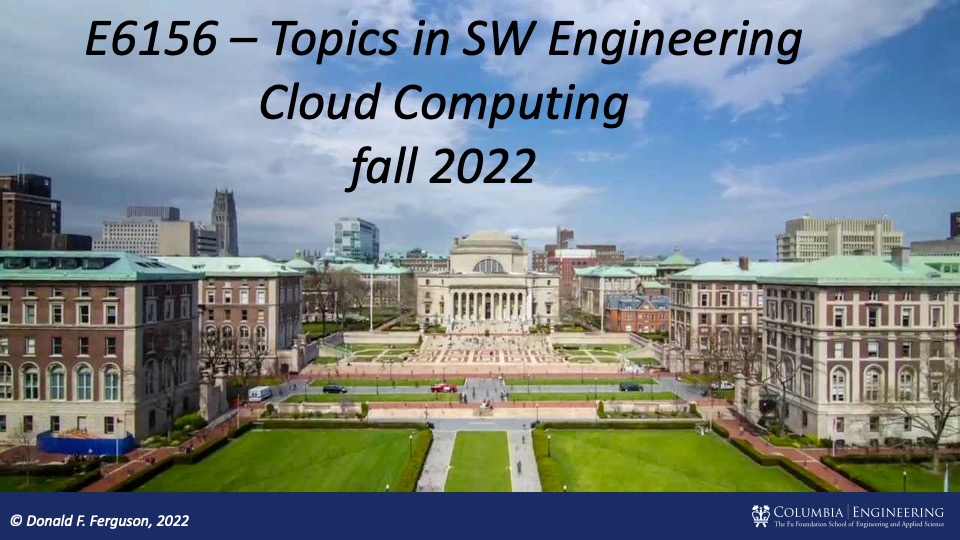 E6156 – Topics in SW Engineering
Cloud Computing
fall 2022
© Donald F. Ferguson, 2022
COLUMBIA | ENGINEERING
The Fu Foundation School of Engineering and Applied Science